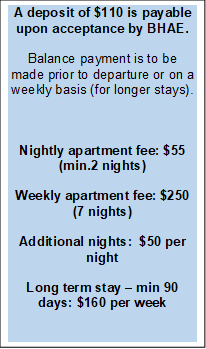 A deposit of $110 is payable
upon acceptance by BHAE.
Balance payment is to be
made prior to departure or on a
weekly basis (for longer stays).
Nightly apartment fee: $55
(min.2 nights)
Weekly apartment fee: $250
(7 nights)
Additional nights:  $50 per
night
Long term stay – min 90
days: $160 per week